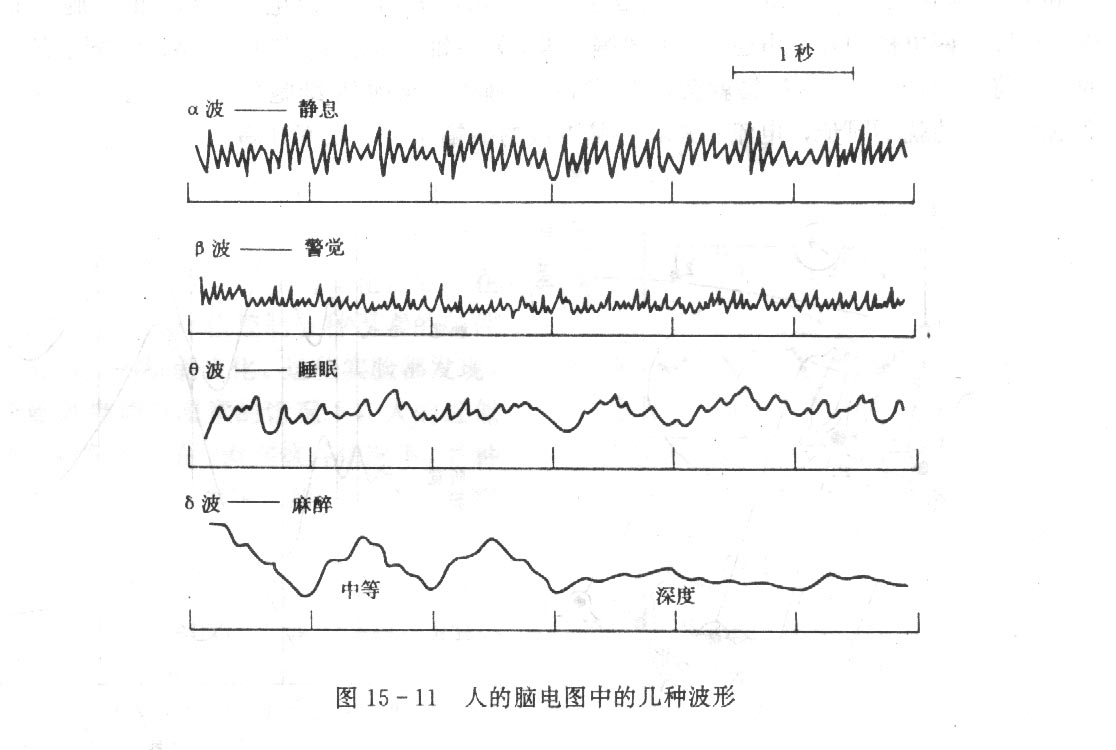 1 秒
α 波 —— 静息
β 波 —— 警觉
θ 波 —— 睡眠
δ 波 —— 麻醉
中等
深度
图 15-11 人的脑电图中的几种波形